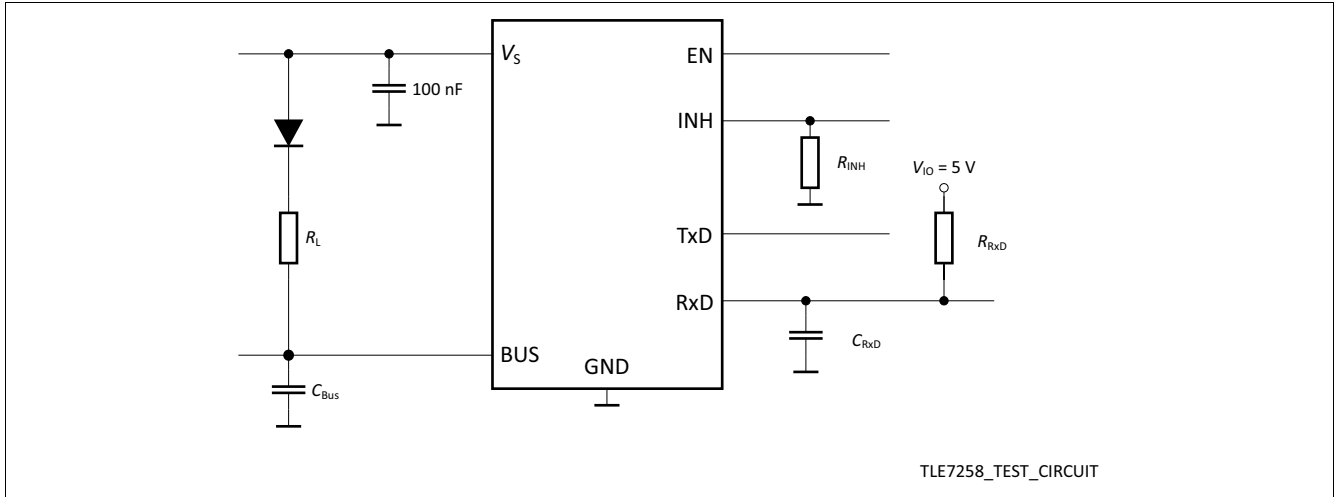 VS
EN
100 nF
INH
RINH
VIO = 5 V
RL
TxD
RRxD
RxD
CRxD
BUS
GND
CBus
TLE7258_TEST_CIRCUIT